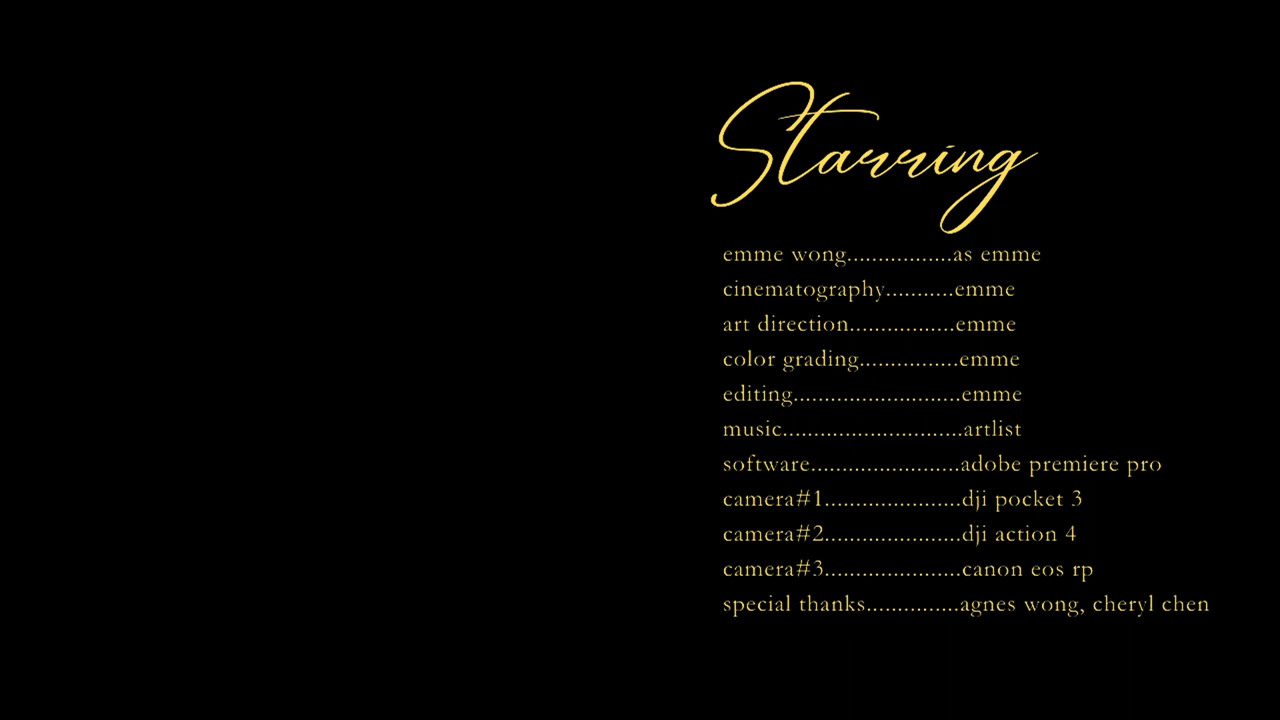 Starring
emme wong.................as emme
cinematography...........emme
art direction.................emme
color grading................emme
editing...........................emme
music.............................artlist
software........................adobe premiere pro
camera#1......................dji pocket 3
camera#2......................dji action 4
camera#3......................canon eos rp
special thanks...............agnes wong, cheryl chen